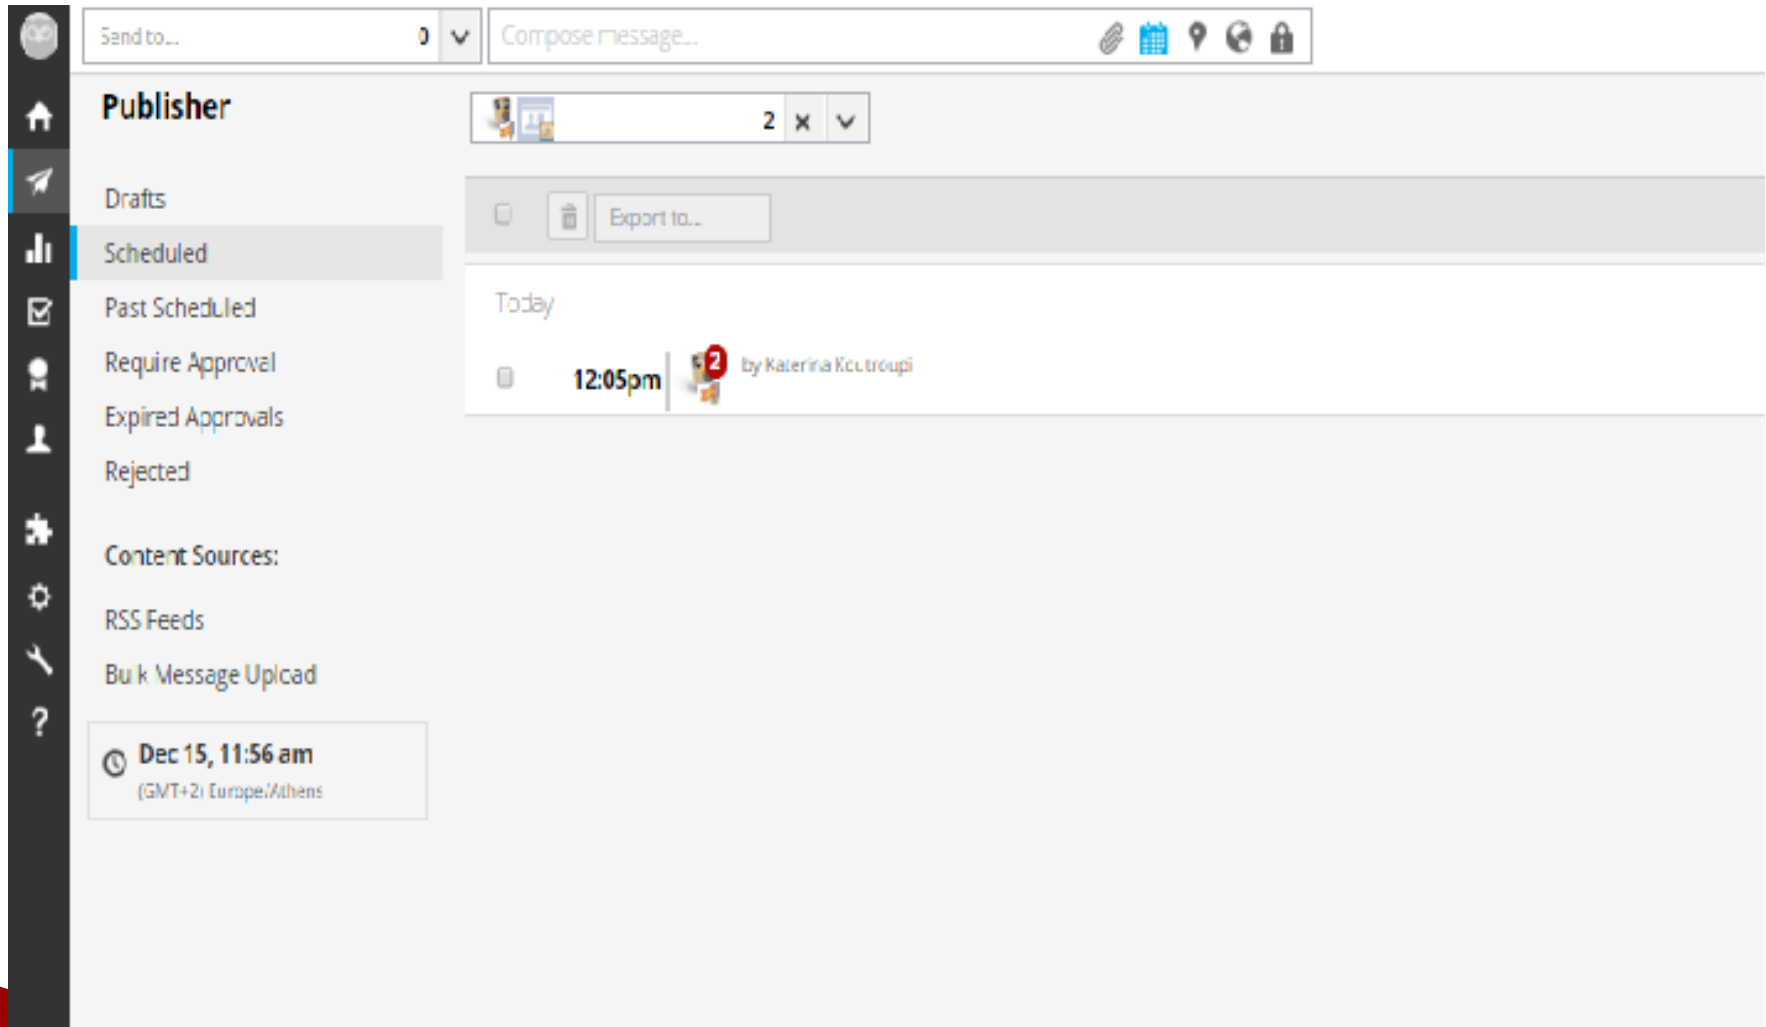 Send to... 0
Compose message...
Publisher
2
Drafts
Scheduled
Past Scheduled
Require Approval
Expired Approvals
Rejected
Content Sources:
RSS Feeds
Bulk Message Upload
Dec 15, 11:56 am
(GMT+2) Europe/Athens
Export to...
Today
12:05pm
2
by Katerina Koutroupi
?